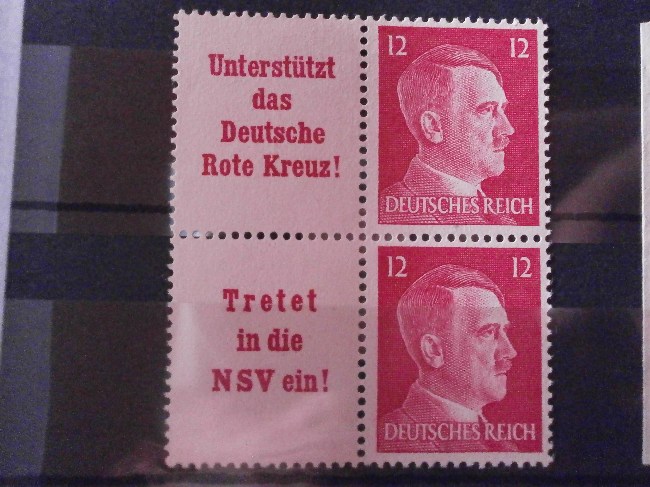 Unterstützt
das
Deutsche
Rote Kreuz!
12 12
DEUTSCHES REICH
Tretet
in die
NSV ein!
12 12
DEUTSCHES REICH